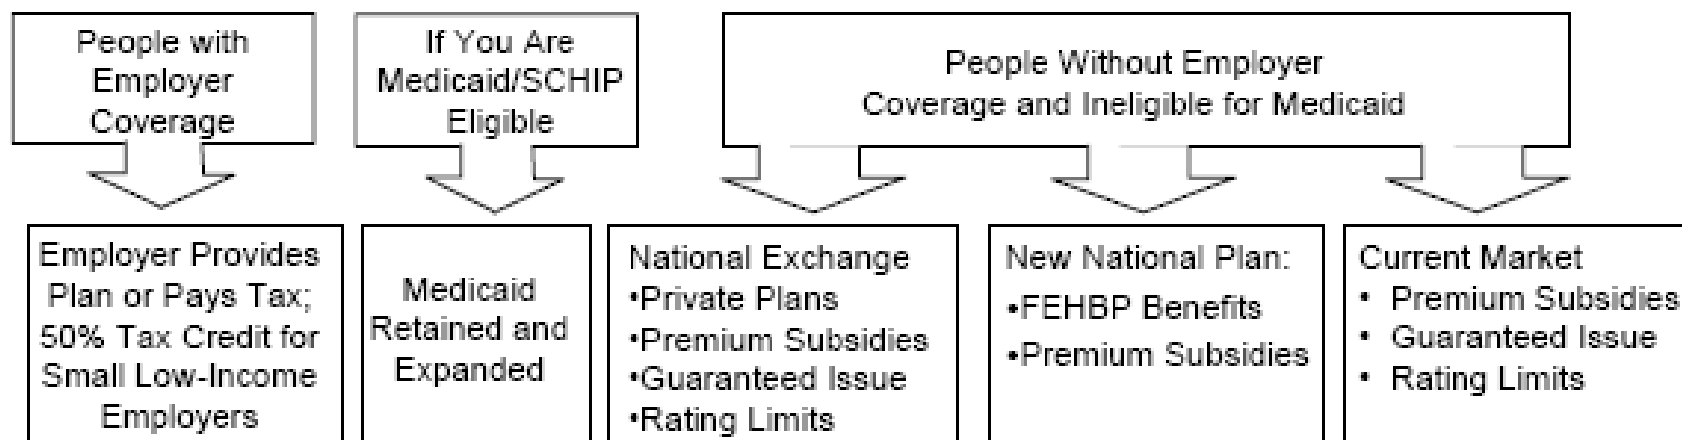 People with
Employer
Coverage
If You Are
Medicaid/SCHIP
Eligible
People Without Employer
Coverage and Ineligible for Medicaid
Employer Provides
Plan or Pays Tax;
50% Tax Credit for
Small Low-Income
Employers
Medicaid
Retained and
Expanded
National Exchange
•Private Plans
•Premium Subsidies
•Guaranteed Issue
•Rating Limits
New National Plan:
•FEHBP Benefits
•Premium Subsidies
Current Market
• Premium Subsidies
• Guaranteed Issue
• Rating Limits